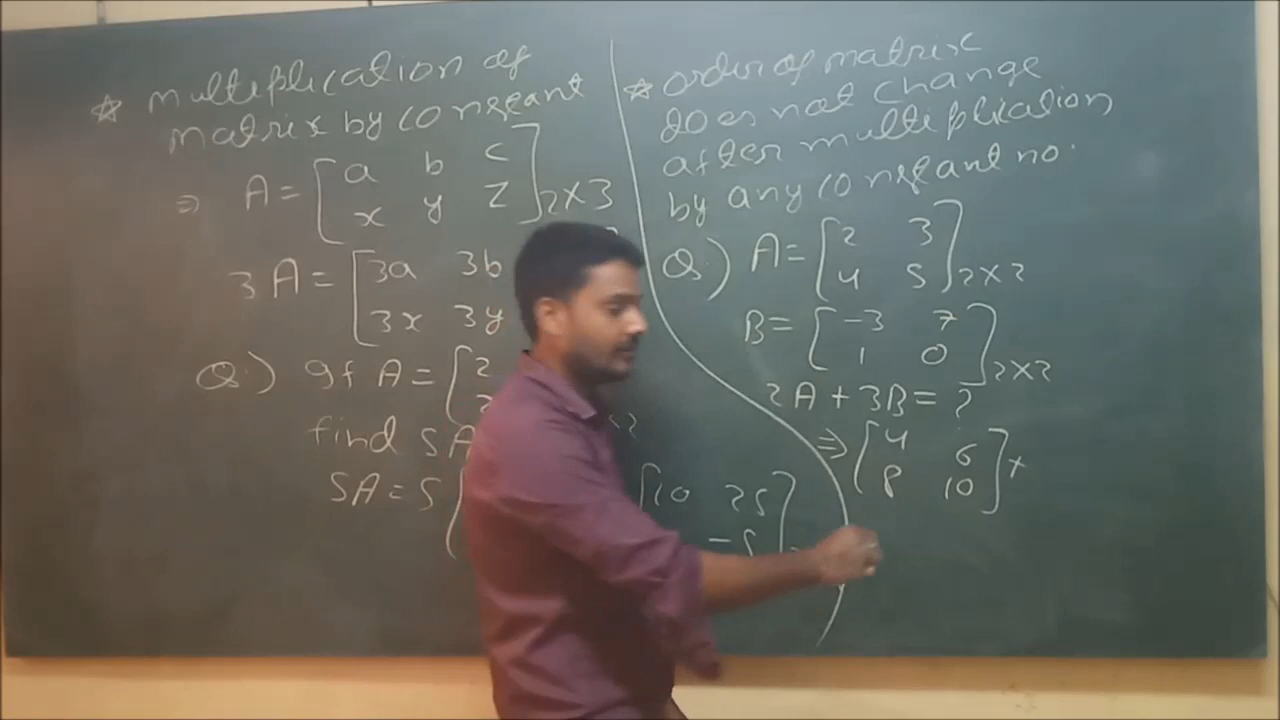 ☆ multiplication of
matrix by constant
⇒ A = [a b c
x y z] 2×3
3A = [3a 3b
3x 3y
Q.) gf A = [2
find 5A
5A = 5 [
[10 25
-5]
☆ order of matrix
does not change
after multiplication
by any constant no.
Q.) A = [2 3
4 5] 2×2
B = [-3 7
1 0] 2×2
2A + 3B = ?
⇒ [4 6
8 10] +